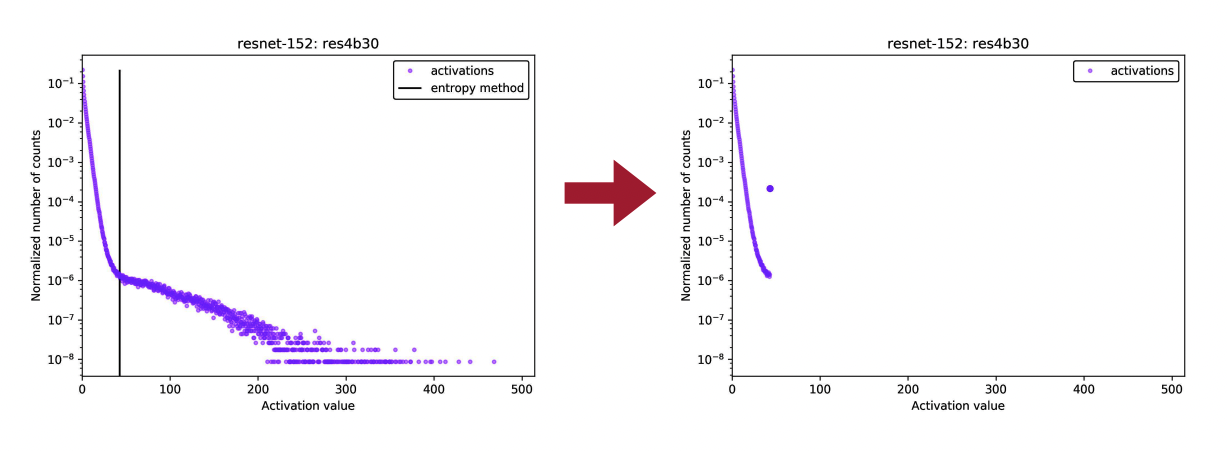 resnet-152: res4b30
activations
entropy method
10⁻¹
10⁻²
10⁻³
10⁻⁴
10⁻⁵
10⁻⁶
10⁻⁷
10⁻⁸
Normalized number of counts
0 100 200 300 400 500
Activation value
resnet-152: res4b30
activations
10⁻¹
10⁻²
10⁻³
10⁻⁴
10⁻⁵
10⁻⁶
10⁻⁷
10⁻⁸
Normalized number of counts
0 100 200 300 400 500
Activation value